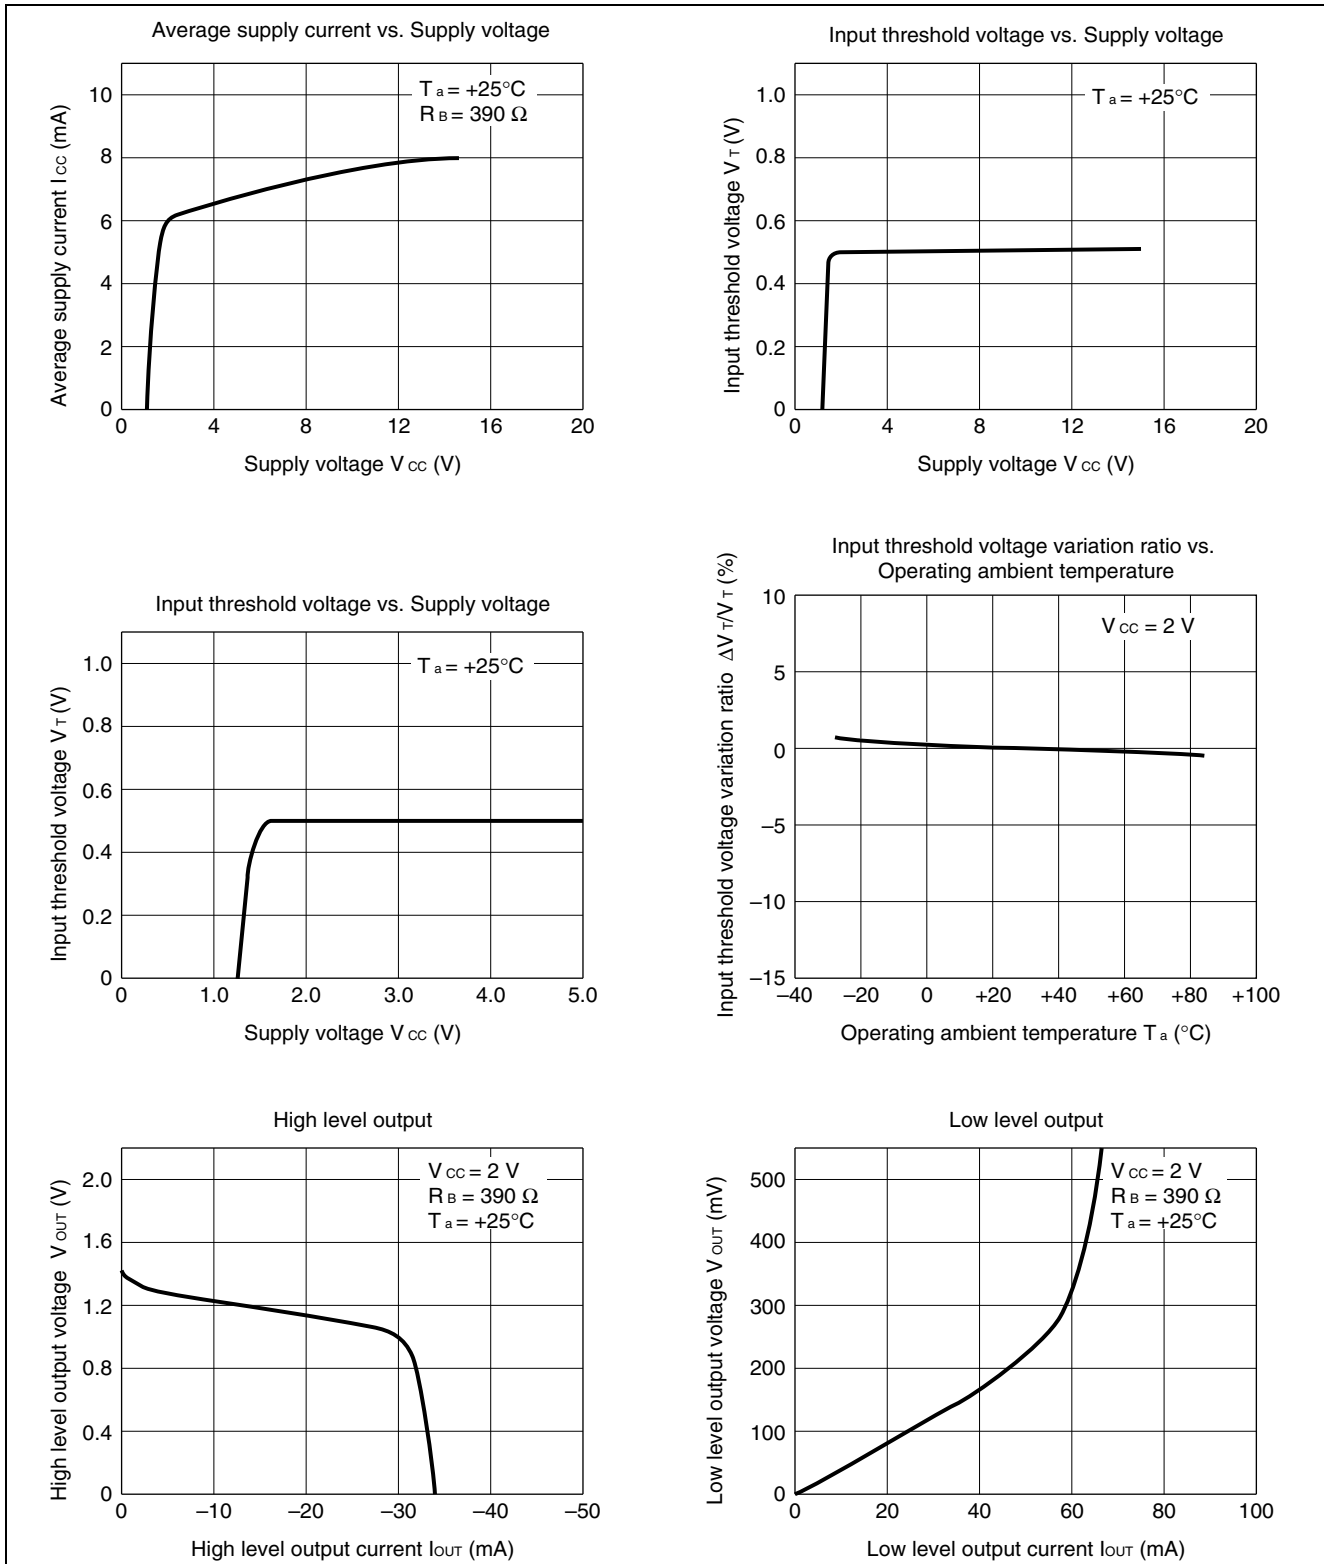 Average supply current vs. Supply voltage
Average supply current ICC (mA)
Ta = +25°C
RB = 390 Ω
10
8
6
4
2
0
0 4 8 12 16 20
Supply voltage VCC (V)
Input threshold voltage vs. Supply voltage
Input threshold voltage VT (V)
Ta = +25°C
1.0
0.8
0.6
0.4
0.2
0
0 4 8 12 16 20
Supply voltage VCC (V)
Input threshold voltage vs. Supply voltage
Input threshold voltage VT (V)
Ta = +25°C
1.0
0.8
0.6
0.4
0.2
0
0 1.0 2.0 3.0 4.0 5.0
Supply voltage VCC (V)
Input threshold voltage variation ratio vs.
Operating ambient temperature
Input threshold voltage variation ratio ΔVT/VT (%)
VCC = 2 V
10
5
0
–5
–10
–15
–40 –20 0 +20 +40 +60 +80 +100
Operating ambient temperature Ta (°C)
High level output
High level output voltage VOUT (V)
VCC = 2 V
RB = 390 Ω
Ta = +25°C
2.0
1.6
1.2
0.8
0.4
0
0 –10 –20 –30 –40 –50
High level output current IOUT (mA)
Low level output
Low level output voltage VOUT (mV)
VCC = 2 V
RB = 390 Ω
Ta = +25°C
500
400
300
200
100
0
0 20 40 60 80 100
Low level output current IOUT (mA)